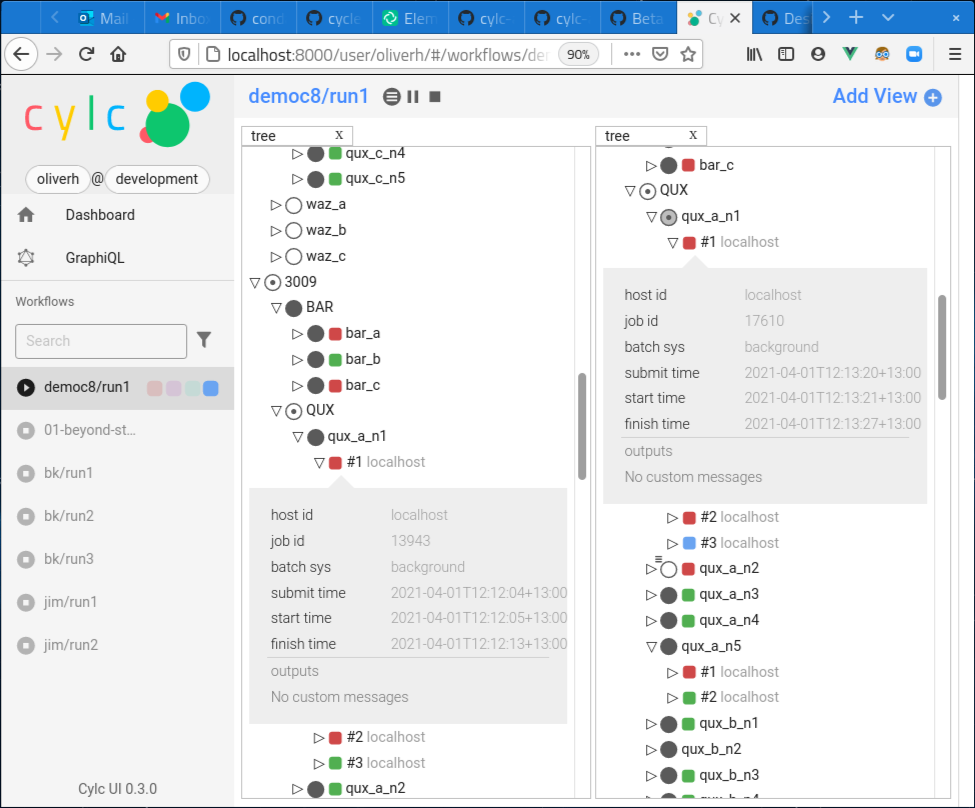 Mail
Inbo
cond
cycle
Elem
cylc-
cylc-
Beta
Cy
Des
localhost:8000/user/oliverh/#/workflows/de
90%
cylc
oliverh @ development
Dashboard
GraphiQL
Workflows
Search
democ8/run1
01-beyond-st...
bk/run1
bk/run2
bk/run3
jim/run1
jim/run2
Cylc UI 0.3.0
democ8/run1
Add View
tree x
qux_c_n4
qux_c_n5
waz_a
waz_b
waz_c
3009
BAR
bar_a
bar_b
bar_c
QUX
qux_a_n1
#1 localhost
host id localhost
job id 13943
batch sys background
submit time 2021-04-01T12:12:04+13:00
start time 2021-04-01T12:12:05+13:00
finish time 2021-04-01T12:12:13+13:00
outputs
No custom messages
#2 localhost
#3 localhost
qux_a_n2
tree x
bar_c
QUX
qux_a_n1
#1 localhost
host id localhost
job id 17610
batch sys background
submit time 2021-04-01T12:13:20+13:00
start time 2021-04-01T12:13:21+13:00
finish time 2021-04-01T12:13:27+13:00
outputs
No custom messages
#2 localhost
#3 localhost
qux_a_n2
qux_a_n3
qux_a_n4
qux_a_n5
#1 localhost
#2 localhost
qux_b_n1
qux_b_n2
qux_b_n3